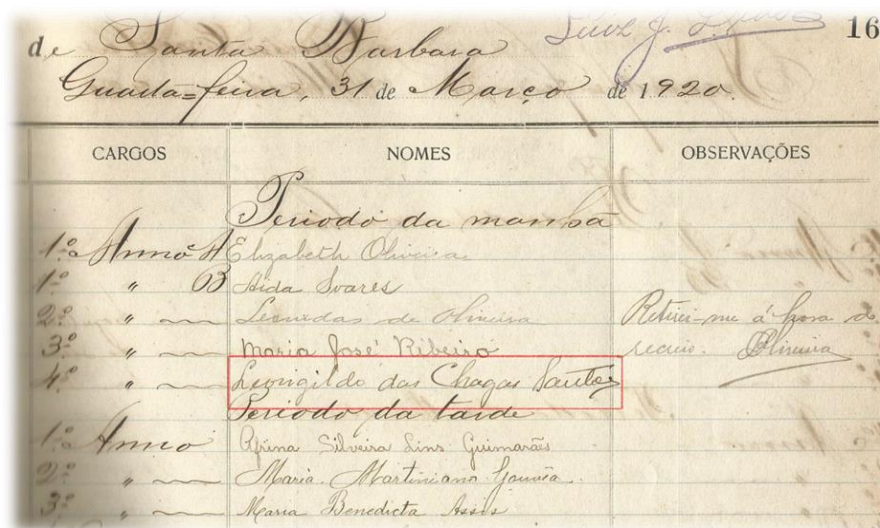 de Santa Barbara 16
Quarta=feira, 31 de Março de 1920.
CARGOS NOMES OBSERVAÇÕES
Periodo da manhã
1º Anno A Elizabeth Oliveira
1º " B Aida Soares
2º " Leonidas de Oliveira Retirei-me á hora do
3º " Maria José Ribeiro recreio. Oliveira
4º " Leovigildo das Chagas Santos
Periodo da tarde
1º Anno Silveira Lins Guimarães
2º " Maria Martiniano Gouvêa
3º " Maria Benedicta Assis